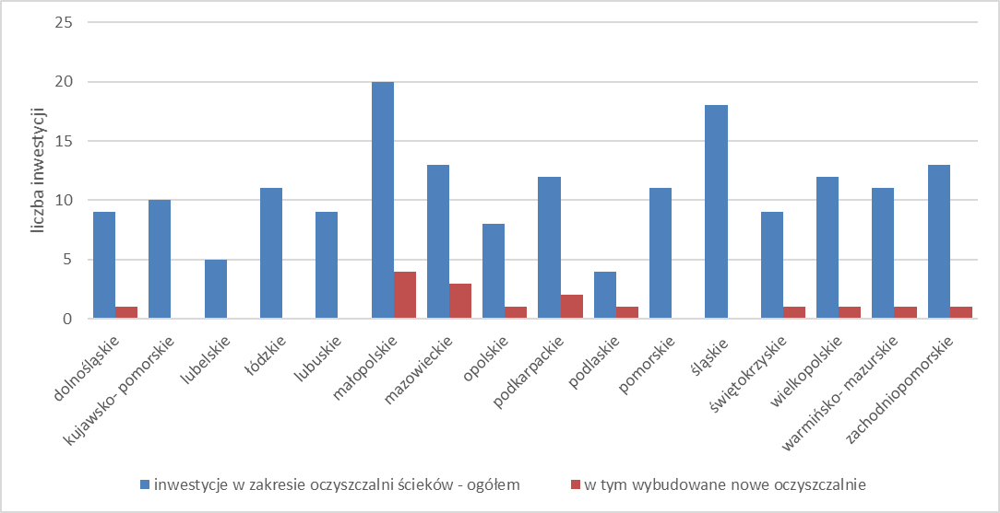 25
20
15
10
5
0
liczba inwestycji
dolnośląskie
kujawsko- pomorskie
lubelskie
łódzkie
lubuskie
małopolskie
mazowieckie
opolskie
podkarpackie
podlaskie
pomorskie
śląskie
świętokrzyskie
wielkopolskie
warmińsko- mazurskie
zachodniopomorskie
inwestycje w zakresie oczyszczalni ścieków - ogółem
w tym wybudowane nowe oczyszczalnie